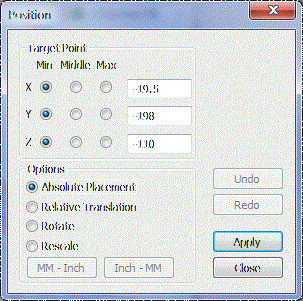 Position
Target Point
Min Middle Max
X -19.5
Y -198
Z -110
Options
Absolute Placement
Relative Translation
Rotate
Rescale
MM - Inch Inch - MM
Undo
Redo
Apply
Close